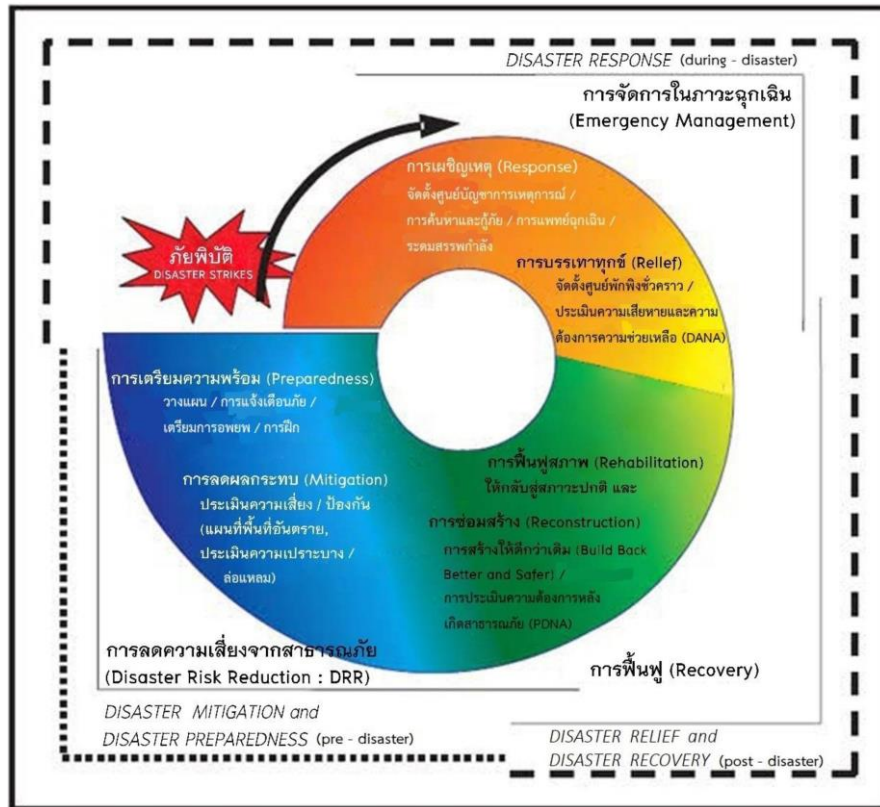 DISASTER RESPONSE (during - disaster)
การจัดการในภาวะฉุกเฉิน
(Emergency Management)
การเผชิญเหตุ (Response)
จัดตั้งศูนย์บัญชาการเหตุการณ์ /
การค้นหาและกู้ภัย / การแพทย์ฉุกเฉิน /
ระดมสรรพกำลัง
ภัยพิบัติ
DISASTER STRIKES
การบรรเทาทุกข์ (Relief)
จัดตั้งศูนย์พักพิงชั่วคราว /
ประเมินความเสียหายและความ
ต้องการความช่วยเหลือ (DANA)
การเตรียมความพร้อม (Preparedness)
วางแผน / การแจ้งเตือนภัย /
เตรียมการอพยพ / การฝึก
การลดผลกระทบ (Mitigation)
ประเมินความเสี่ยง / ป้องกัน
(แผนที่พื้นที่อันตราย,
ประเมินความเปราะบาง /
ล่อแหลม)
การฟื้นฟูสภาพ (Rehabilitation)
ให้กลับสู่สภาวะปกติ และ
การซ่อมสร้าง (Reconstruction)
การสร้างให้ดีกว่าเดิม (Build Back
Better and Safer) /
การประเมินความต้องการหลัง
เกิดสาธารณภัย (PDNA)
การลดความเสี่ยงจากสาธารณภัย
(Disaster Risk Reduction : DRR)
การฟื้นฟู (Recovery)
DISASTER MITIGATION and
DISASTER PREPAREDNESS (pre - disaster)
DISASTER RELIEF and
DISASTER RECOVERY (post - disaster)